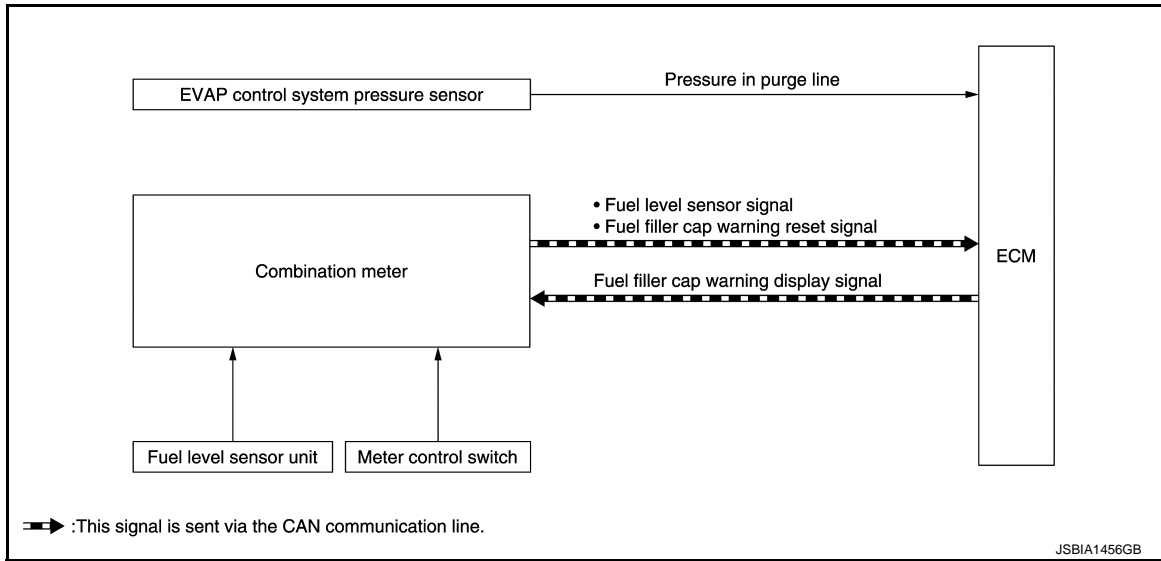 EVAP control system pressure sensor
Pressure in purge line
Combination meter
• Fuel level sensor signal
• Fuel filler cap warning reset signal
Fuel filler cap warning display signal
ECM
Fuel level sensor unit
Meter control switch
:This signal is sent via the CAN communication line.
JSBIA1456GB